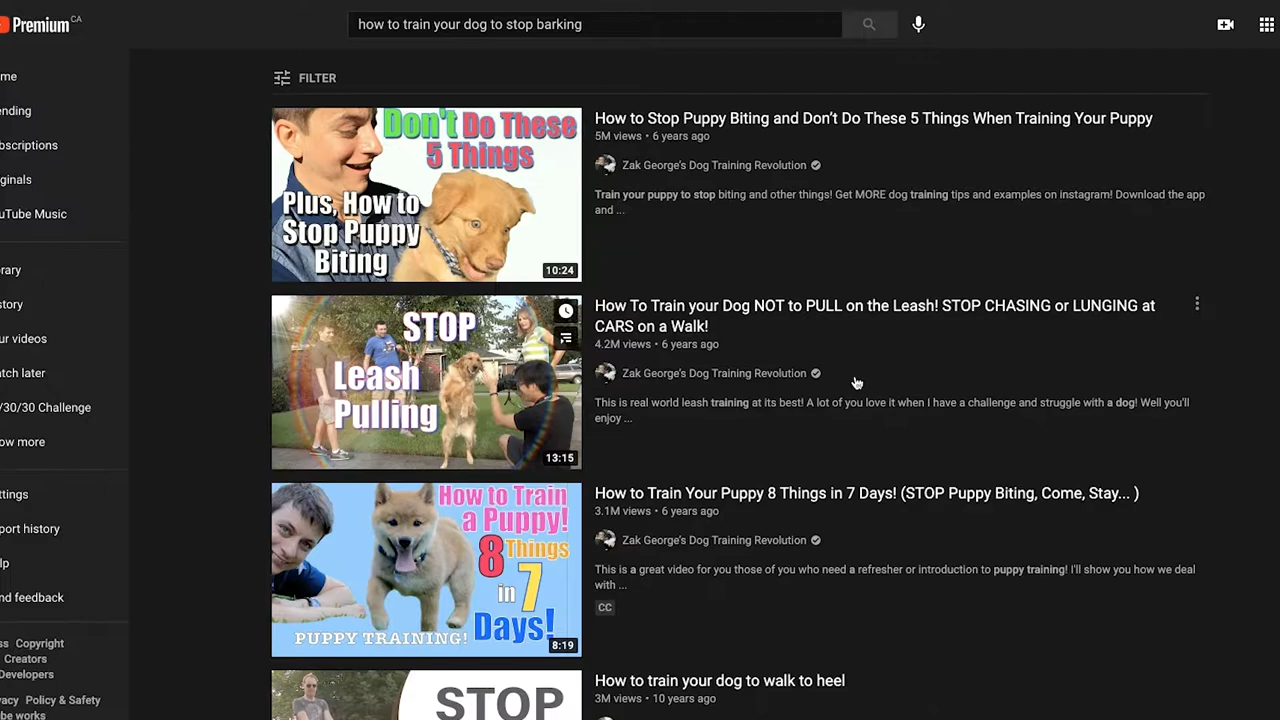 Premium CA
how to train your dog to stop barking
me
ending
bscriptions
iginals
uTube Music
rary
story
ur videos
atch later
/30/30 Challenge
ow more
ttings
port history
lp
nd feedback
ss Copyright
Creators
Developers
vacy Policy & Safety
be works
FILTER
Don't Do These
5 Things
Plus, How to
Stop Puppy
Biting
10:24
How to Stop Puppy Biting and Don't Do These 5 Things When Training Your Puppy
5M views • 6 years ago
Zak George's Dog Training Revolution
Train your puppy to stop biting and other things! Get MORE dog training tips and examples on instagram! Download the app
and ...
STOP
Leash
Pulling
13:15
How To Train your Dog NOT to PULL on the Leash! STOP CHASING or LUNGING at
CARS on a Walk!
4.2M views • 6 years ago
Zak George's Dog Training Revolution
This is real world leash training at its best! A lot of you love it when I have a challenge and struggle with a dog! Well you'll
enjoy ...
How to Train
a Puppy!
8 Things
in 7
Days!
PUPPY TRAINING!
8:19
How to Train Your Puppy 8 Things in 7 Days! (STOP Puppy Biting, Come, Stay... )
3.1M views • 6 years ago
Zak George's Dog Training Revolution
This is a great video for you those of you who need a refresher or introduction to puppy training! I'll show you how we deal
with ...
CC
STOP
How to train your dog to walk to heel
3M views • 10 years ago